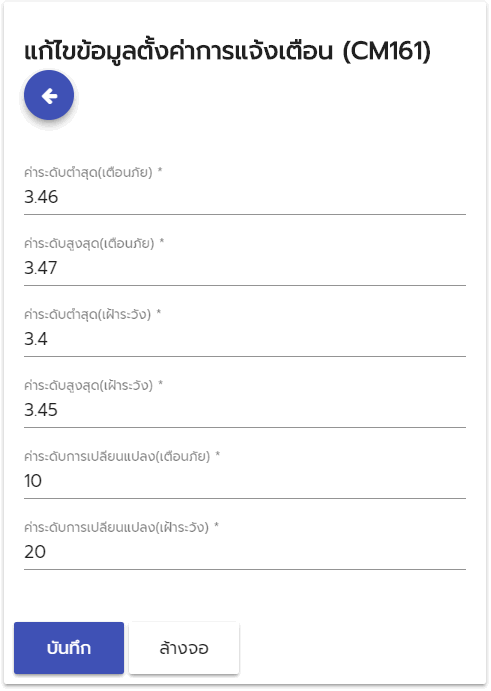 แก้ไขข้อมูลตั้งค่าการแจ้งเตือน (CM161)
ค่าระดับต่ำสุด(เตือนภัย) *
3.46
ค่าระดับสูงสุด(เตือนภัย) *
3.47
ค่าระดับต่ำสุด(เฝ้าระวัง) *
3.4
ค่าระดับสูงสุด(เฝ้าระวัง) *
3.45
ค่าระดับการเปลี่ยนแปลง(เตือนภัย) *
10
ค่าระดับการเปลี่ยนแปลง(เฝ้าระวัง) *
20
บันทึก ล้างจอ